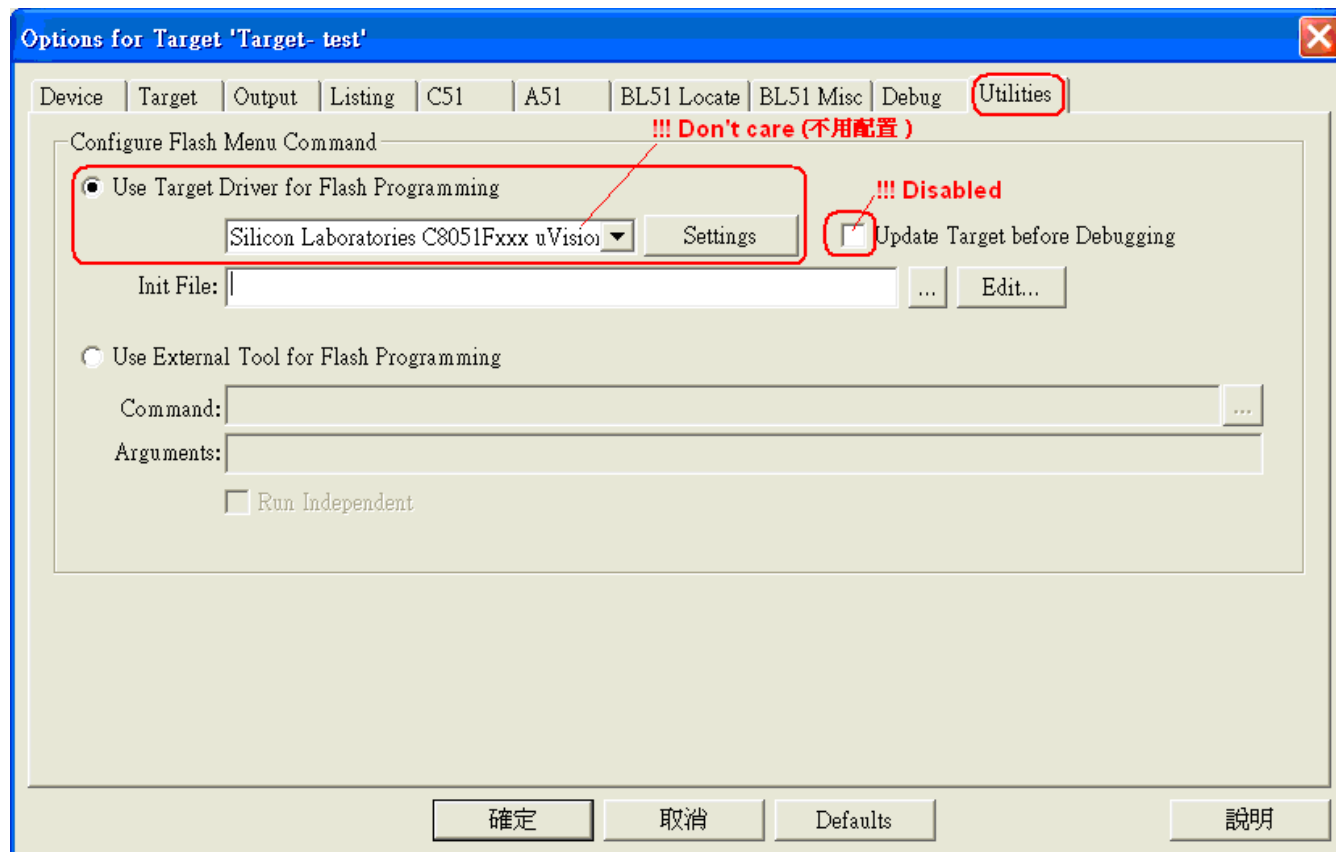 Options for Target 'Target- test'
Device Target Output Listing C51 A51 BL51 Locate BL51 Misc Debug Utilities
!!! Don't care (不用配置 )
Configure Flash Menu Command
Use Target Driver for Flash Programming
!!! Disabled
Silicon Laboratories C8051Fxxx uVision Settings Update Target before Debugging
Init File: ... Edit...
Use External Tool for Flash Programming
Command: ...
Arguments:
Run Independent
確定 取消 Defaults 說明